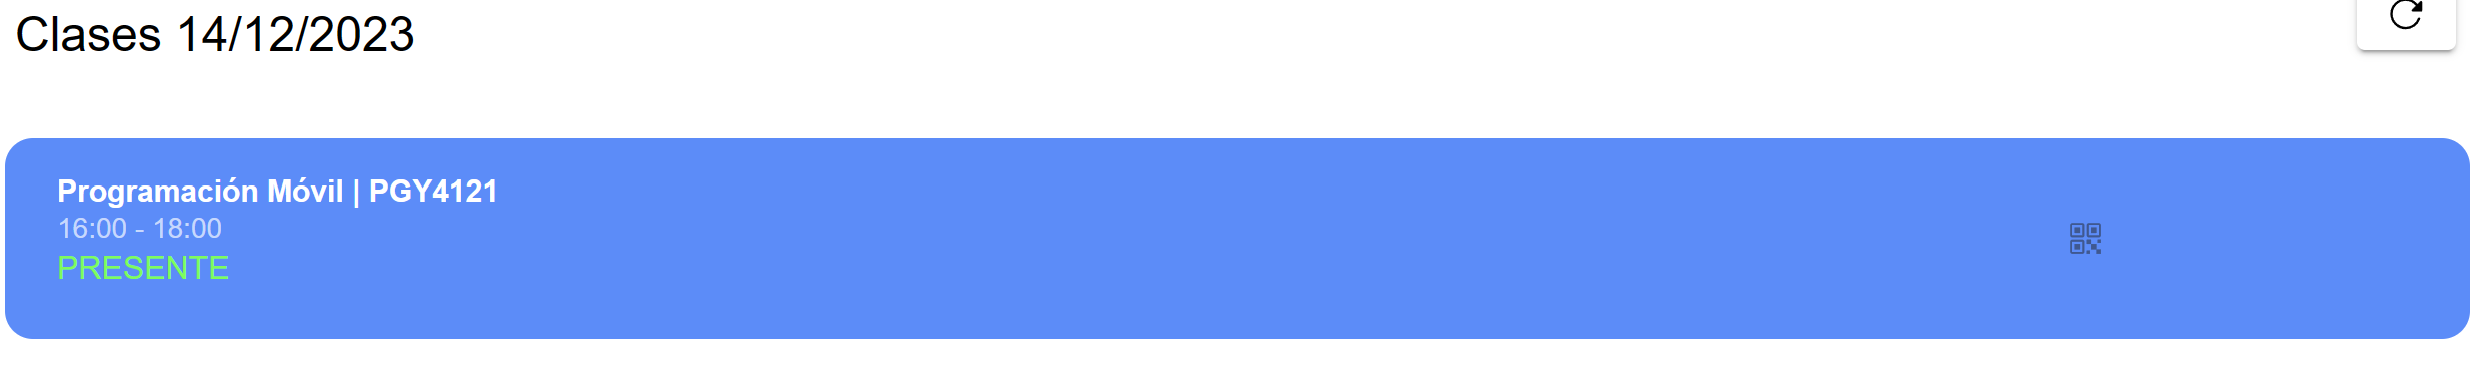 Clases 14/12/2023
Programación Móvil | PGY4121
16:00 - 18:00
PRESENTE